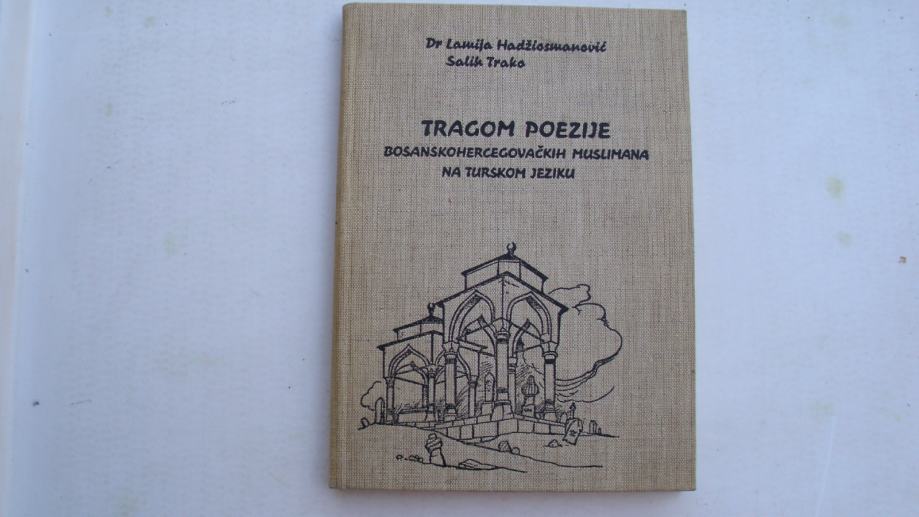 Dr Lamija Hadžiosmanović
Salih Trako
TRAGOM POEZIJE
BOSANSKOHERCEGOVAČKIH MUSLIMANA
NA TURSKOM JEZIKU